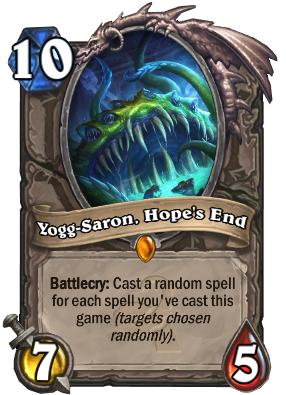 10
Yogg-Saron, Hope's End
Battlecry: Cast a random spell
for each spell you've cast this
game (targets chosen
randomly).
7
5